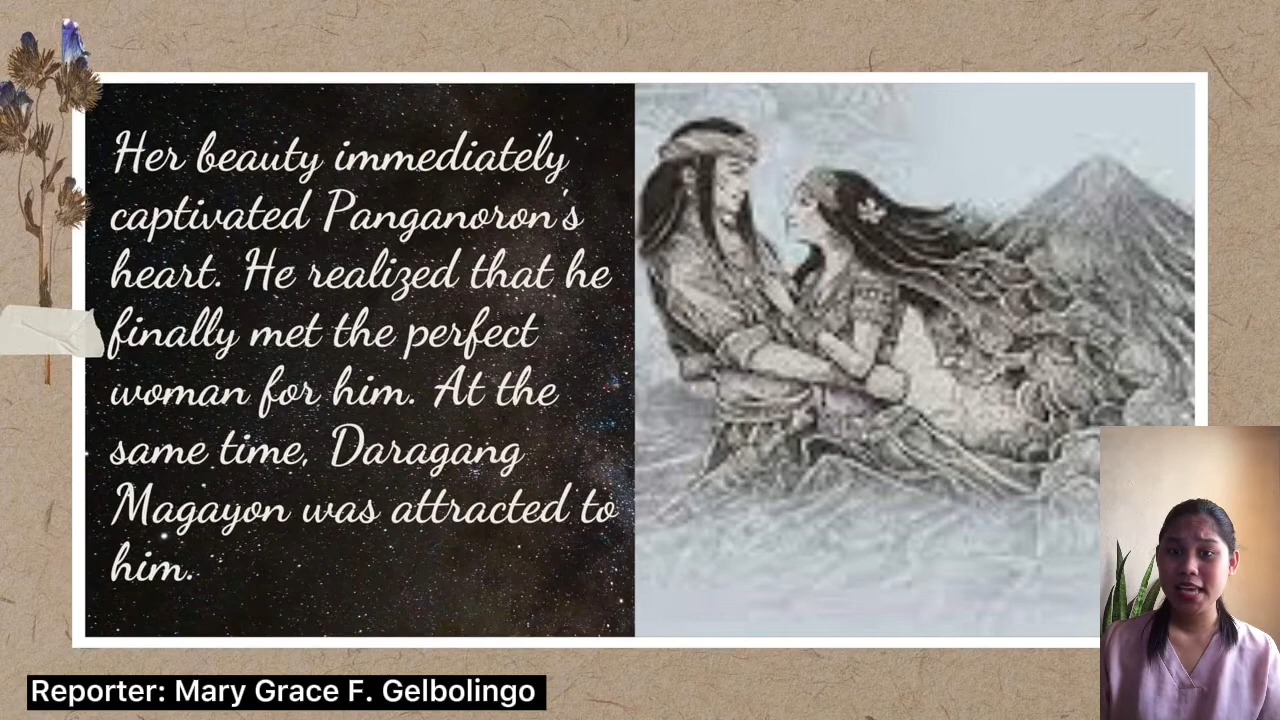 Her beauty immediately
captivated Panganoron's
heart. He realized that he
finally met the perfect
woman for him. At the
same time, Daragang
Magayon was attracted to
him.
Reporter: Mary Grace F. Gelbolingo